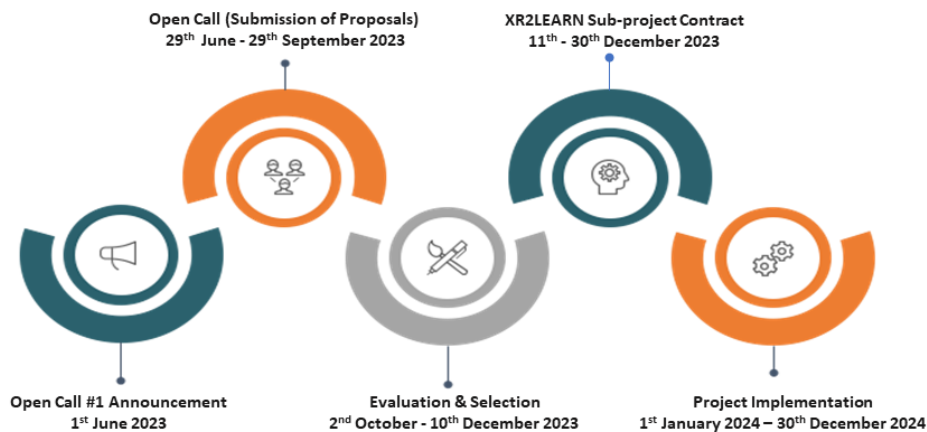 Open Call (Submission of Proposals)
29th June - 29th September 2023
XR2LEARN Sub-project Contract
11th - 30th December 2023
Open Call #1 Announcement
1st June 2023
Evaluation & Selection
2nd October - 10th December 2023
Project Implementation
1st January 2024 – 30th December 2024